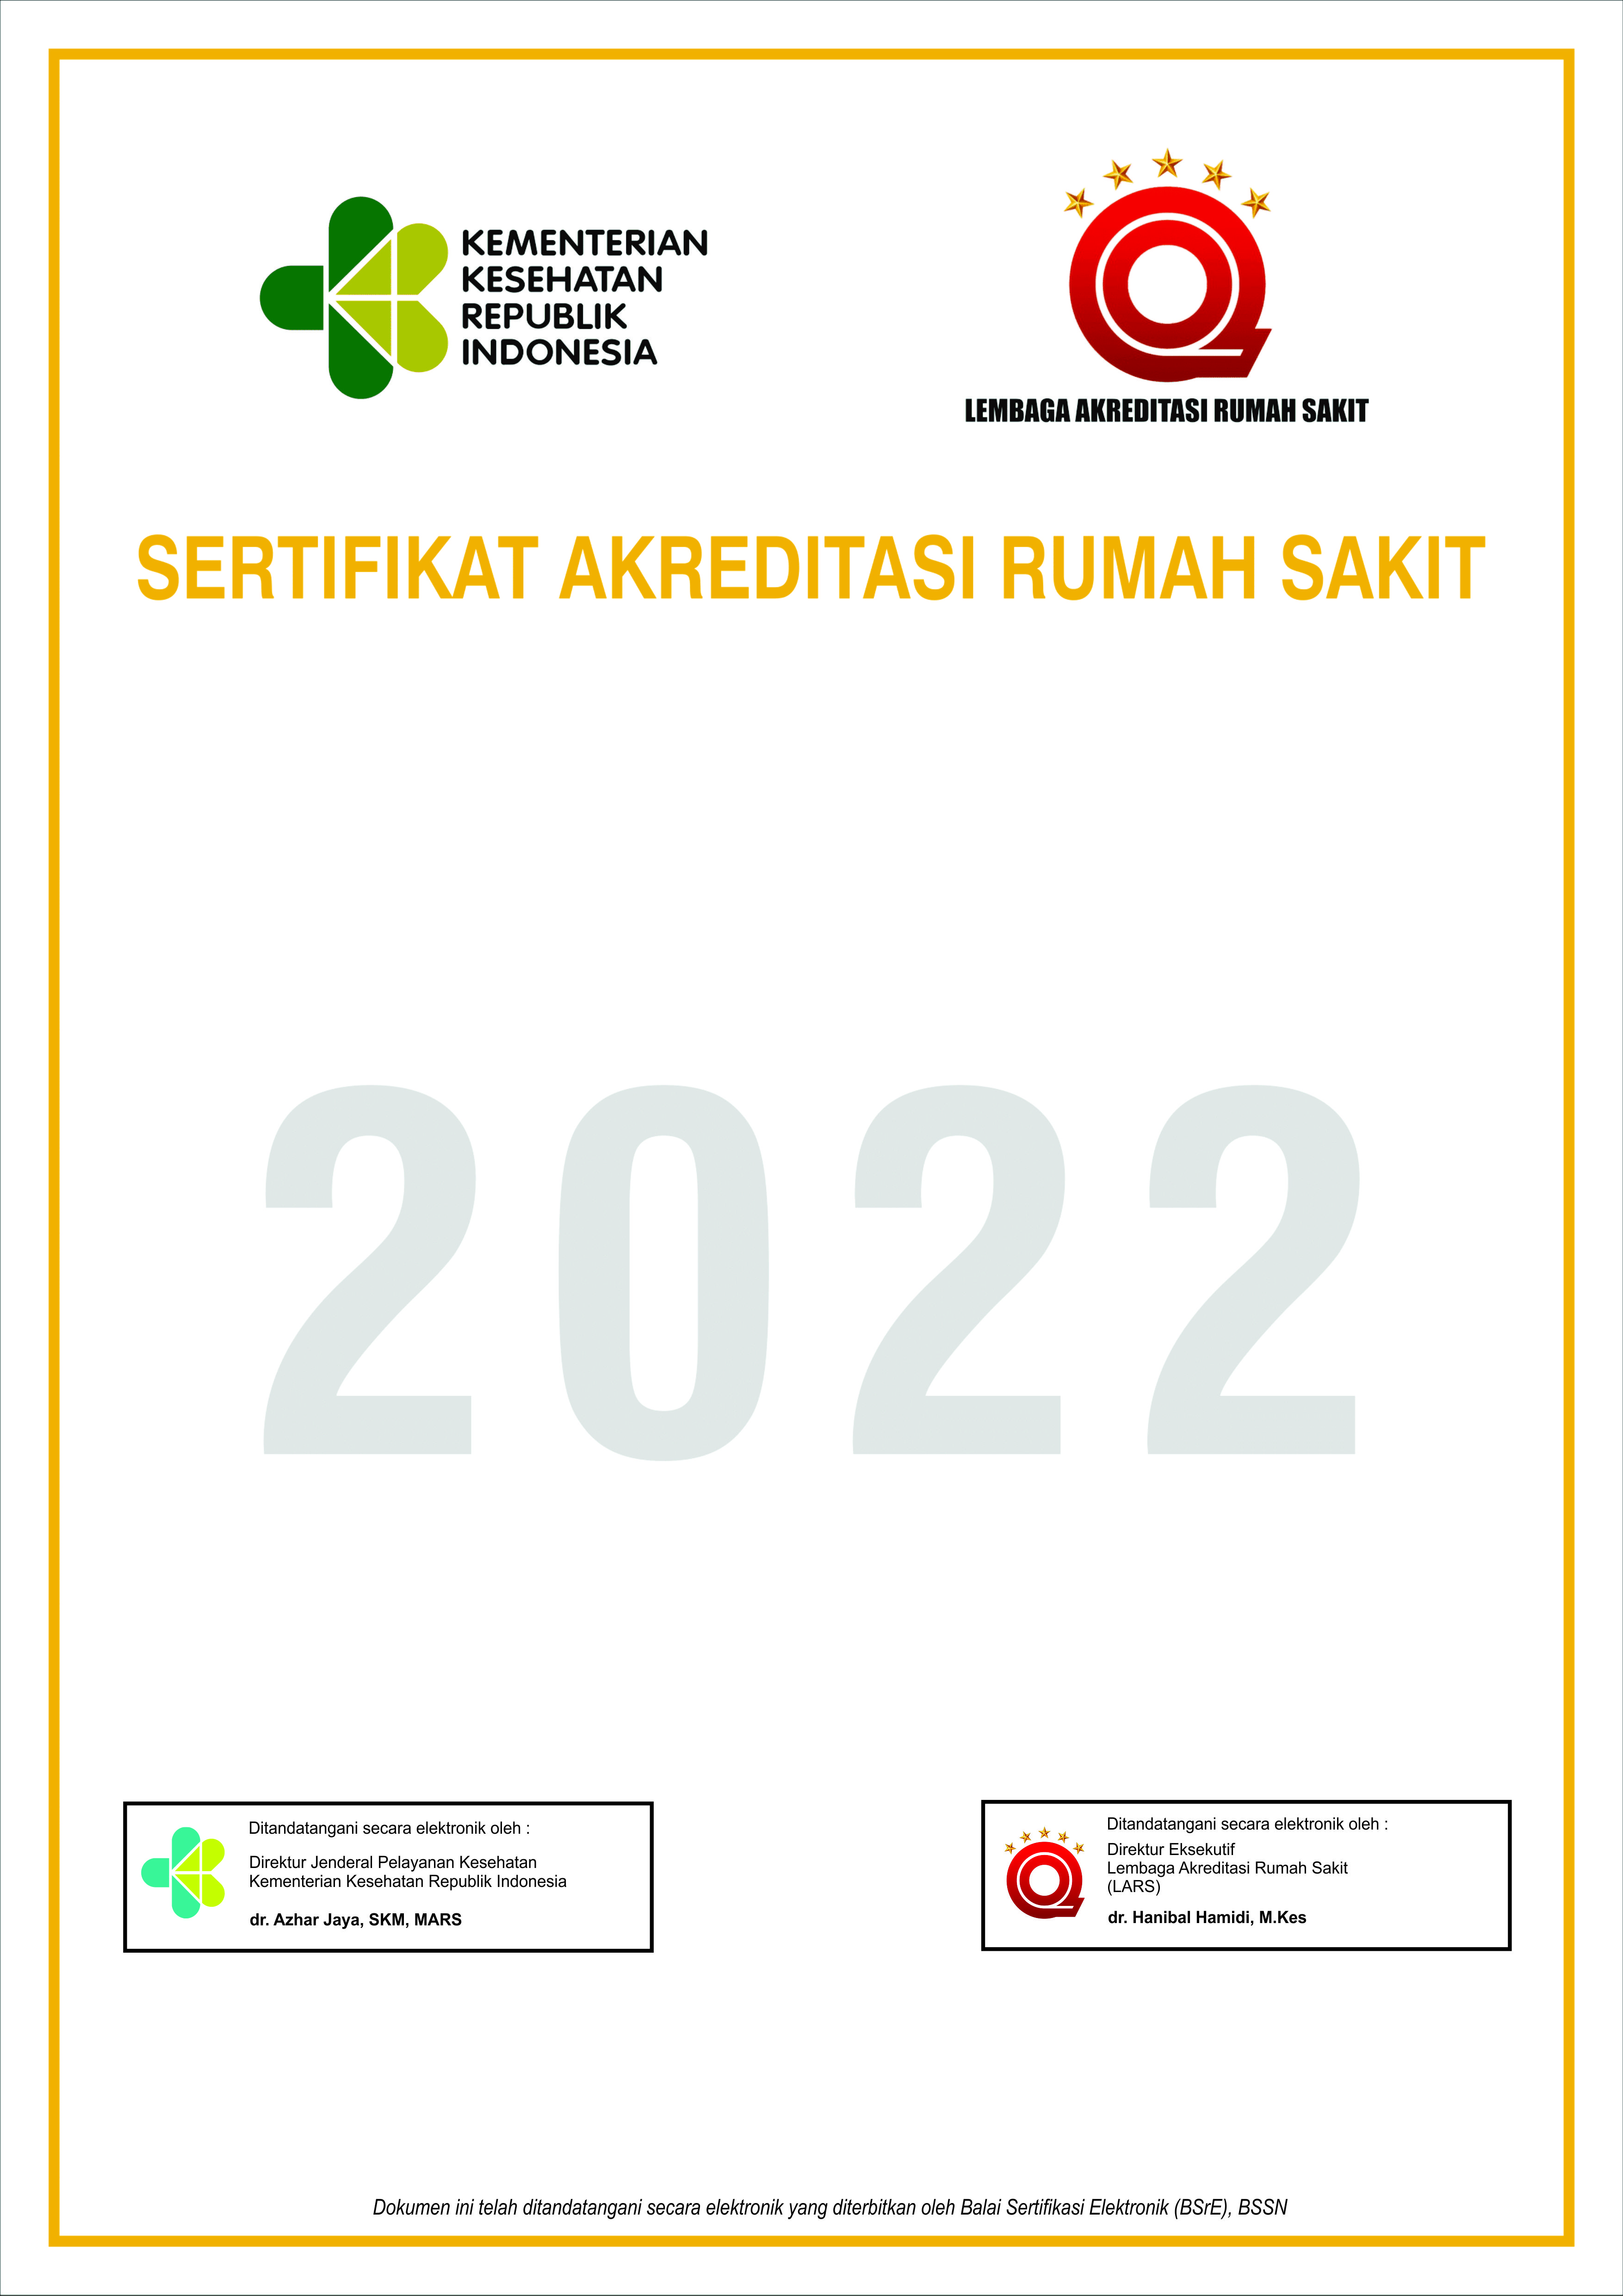 KEMENTERIAN
KESEHATAN
REPUBLIK
INDONESIA
LEMBAGA AKREDITASI RUMAH SAKIT
SERTIFIKAT AKREDITASI RUMAH SAKIT
2022
Ditandatangani secara elektronik oleh :
Direktur Jenderal Pelayanan Kesehatan
Kementerian Kesehatan Republik Indonesia
dr. Azhar Jaya, SKM, MARS
Ditandatangani secara elektronik oleh :
Direktur Eksekutif
Lembaga Akreditasi Rumah Sakit
(LARS)
dr. Hanibal Hamidi, M.Kes
Dokumen ini telah ditandatangani secara elektronik yang diterbitkan oleh Balai Sertifikasi Elektronik (BSrE), BSSN